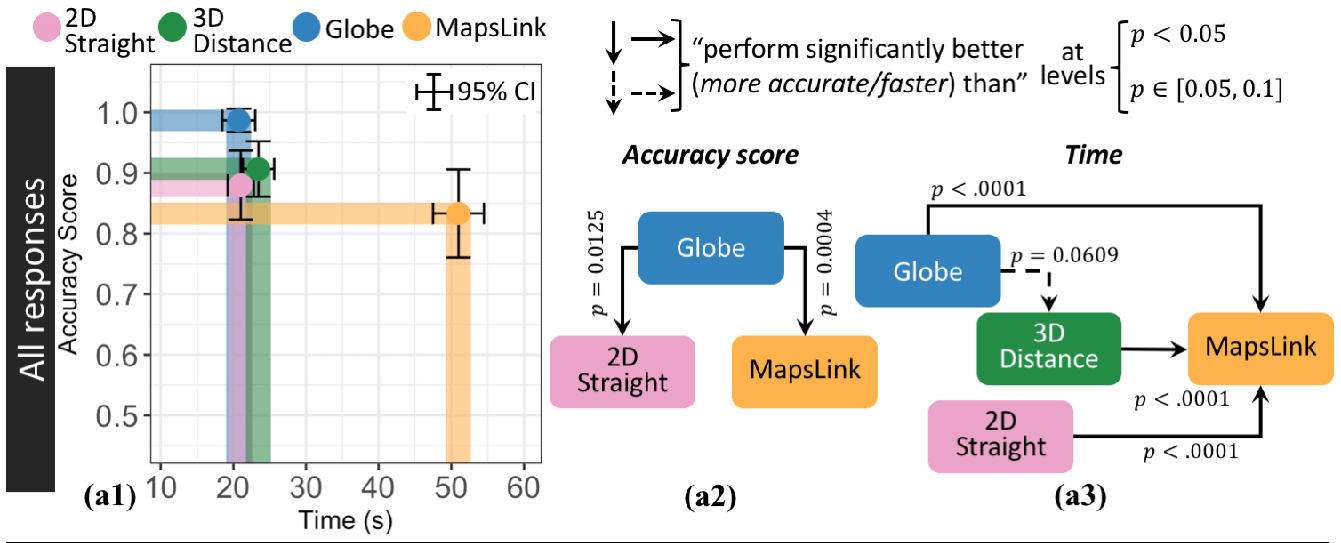 2D Straight
3D Distance
Globe
MapsLink
"perform significantly better
(more accurate/faster) than"
at levels
p < 0.05
p ∈ [0.05, 0.1]
All responses
Accuracy Score
1.0
0.9
0.8
0.7
0.6
0.5
95% CI
10
20
30
40
50
60
Time (s)
(a1)
Accuracy score
p = 0.0125
Globe
p = 0.0004
2D
Straight
MapsLink
(a2)
Time
p < .0001
Globe
p = 0.0609
3D
Distance
MapsLink
p < .0001
2D
Straight
p < .0001
(a3)